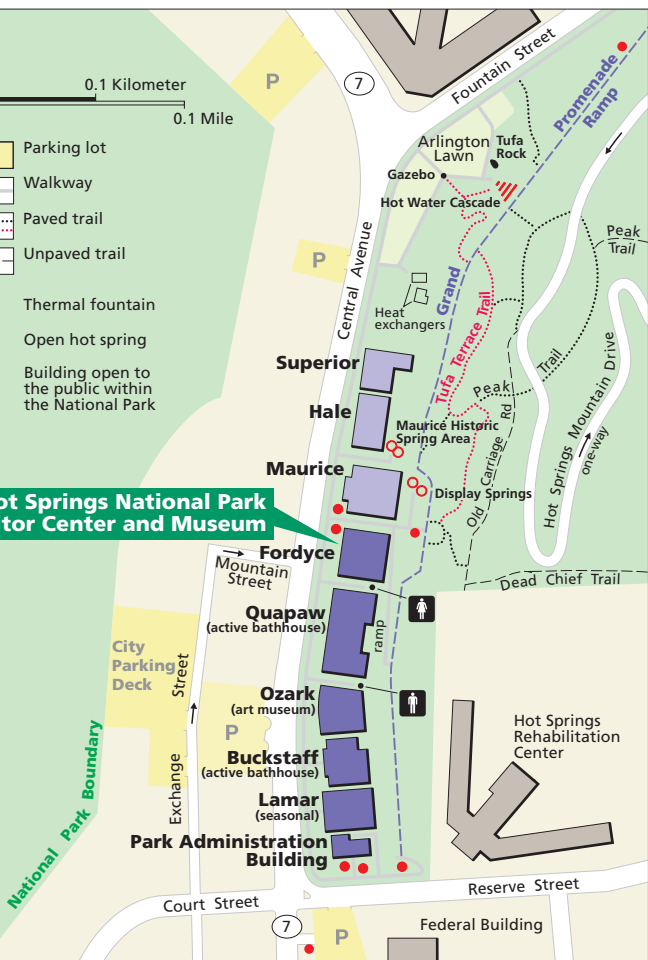 0.1 Kilometer
0.1 Mile
Parking lot
Walkway
Paved trail
Unpaved trail
Thermal fountain
Open hot spring
Building open to
the public within
the National Park
P
7
Fountain Street
Promenade
Ramp
Arlington
Lawn
Tufa
Rock
Gazebo
Hot Water Cascade
P
Central Avenue
Heat
exchangers
Grand
Tufa Terrace Trail
Peak
Trail
Peak
Trail
Superior
Hale
Maurice Historic
Spring Area
Maurice
Display Springs
Old Carriage Rd
Hot Springs Mountain Drive
one-way
ot Springs National Park
tor Center and Museum
Fordyce
Mountain
Street
Dead Chief Trail
Quapaw
(active bathhouse)
ramp
City
Parking
Deck
Exchange Street
P
Ozark
(art museum)
Hot Springs
Rehabilitation
Center
Buckstaff
(active bathhouse)
Lamar
(seasonal)
National Park Boundary
Park Administration
Building
Court Street
Reserve Street
7
P
Federal Building